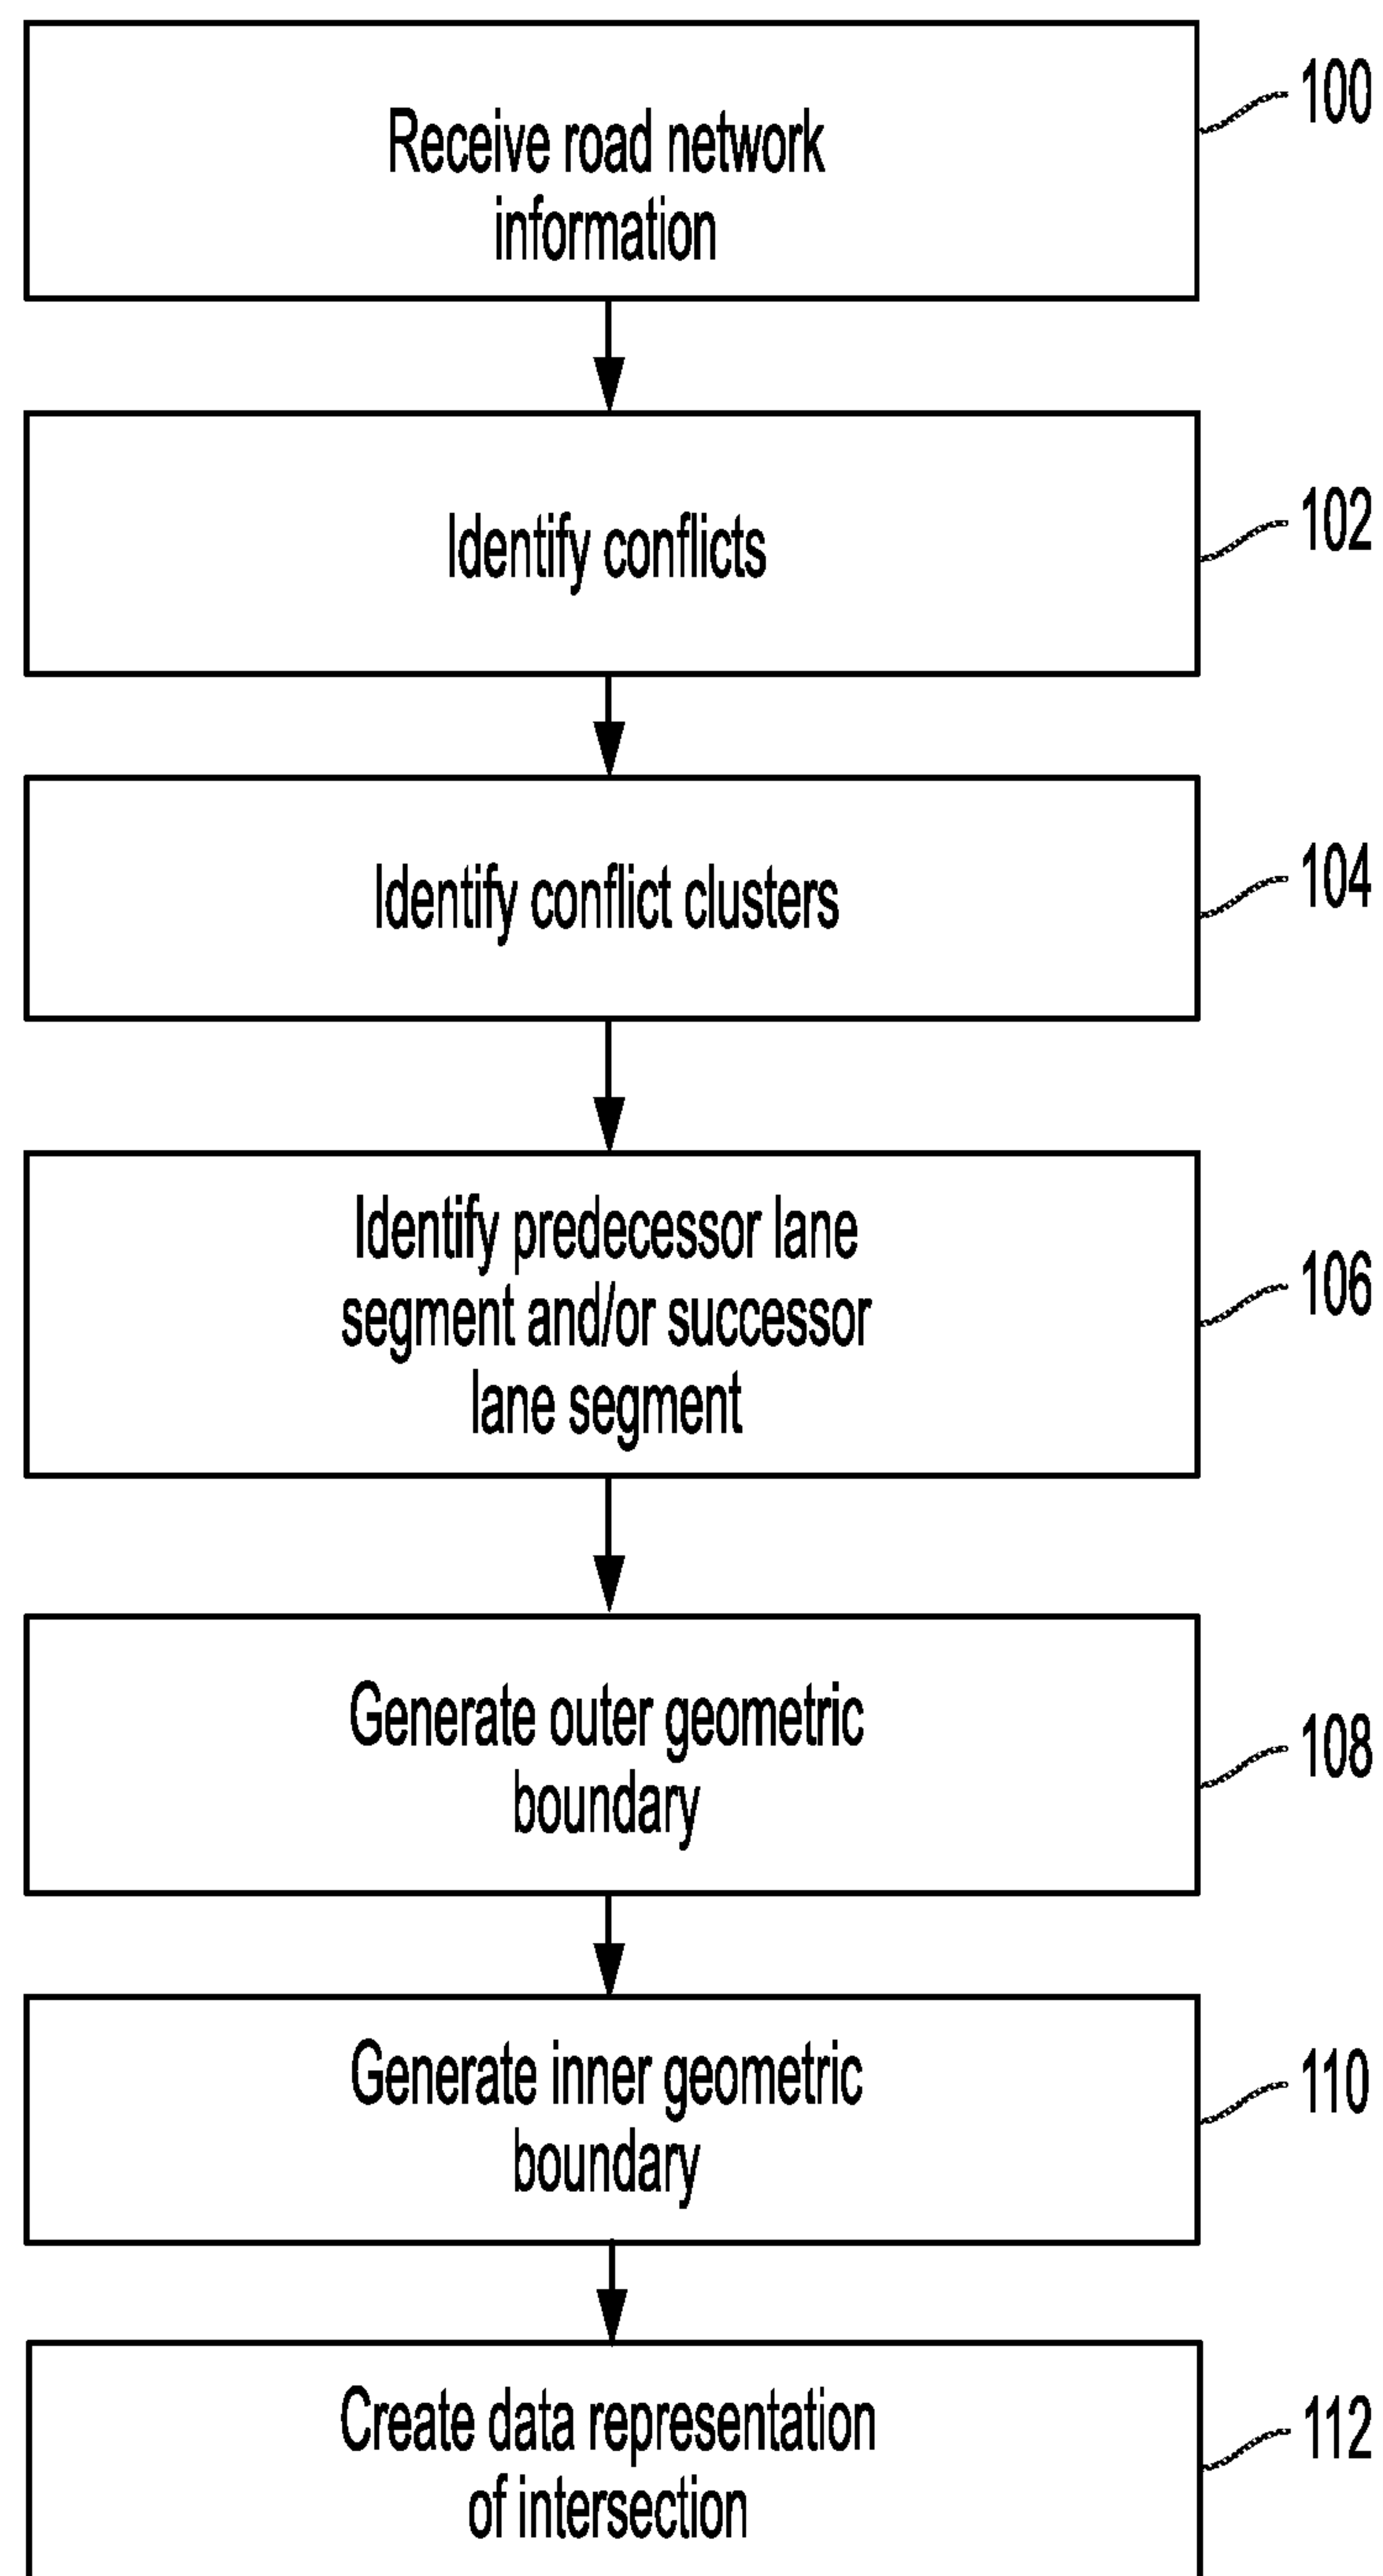 Receive road network
information
100
Identify conflicts
102
Identify conflict clusters
104
Identify predecessor lane
segment and/or successor
lane segment
106
Generate outer geometric
boundary
108
Generate inner geometric
boundary
110
Create data representation
of intersection
112